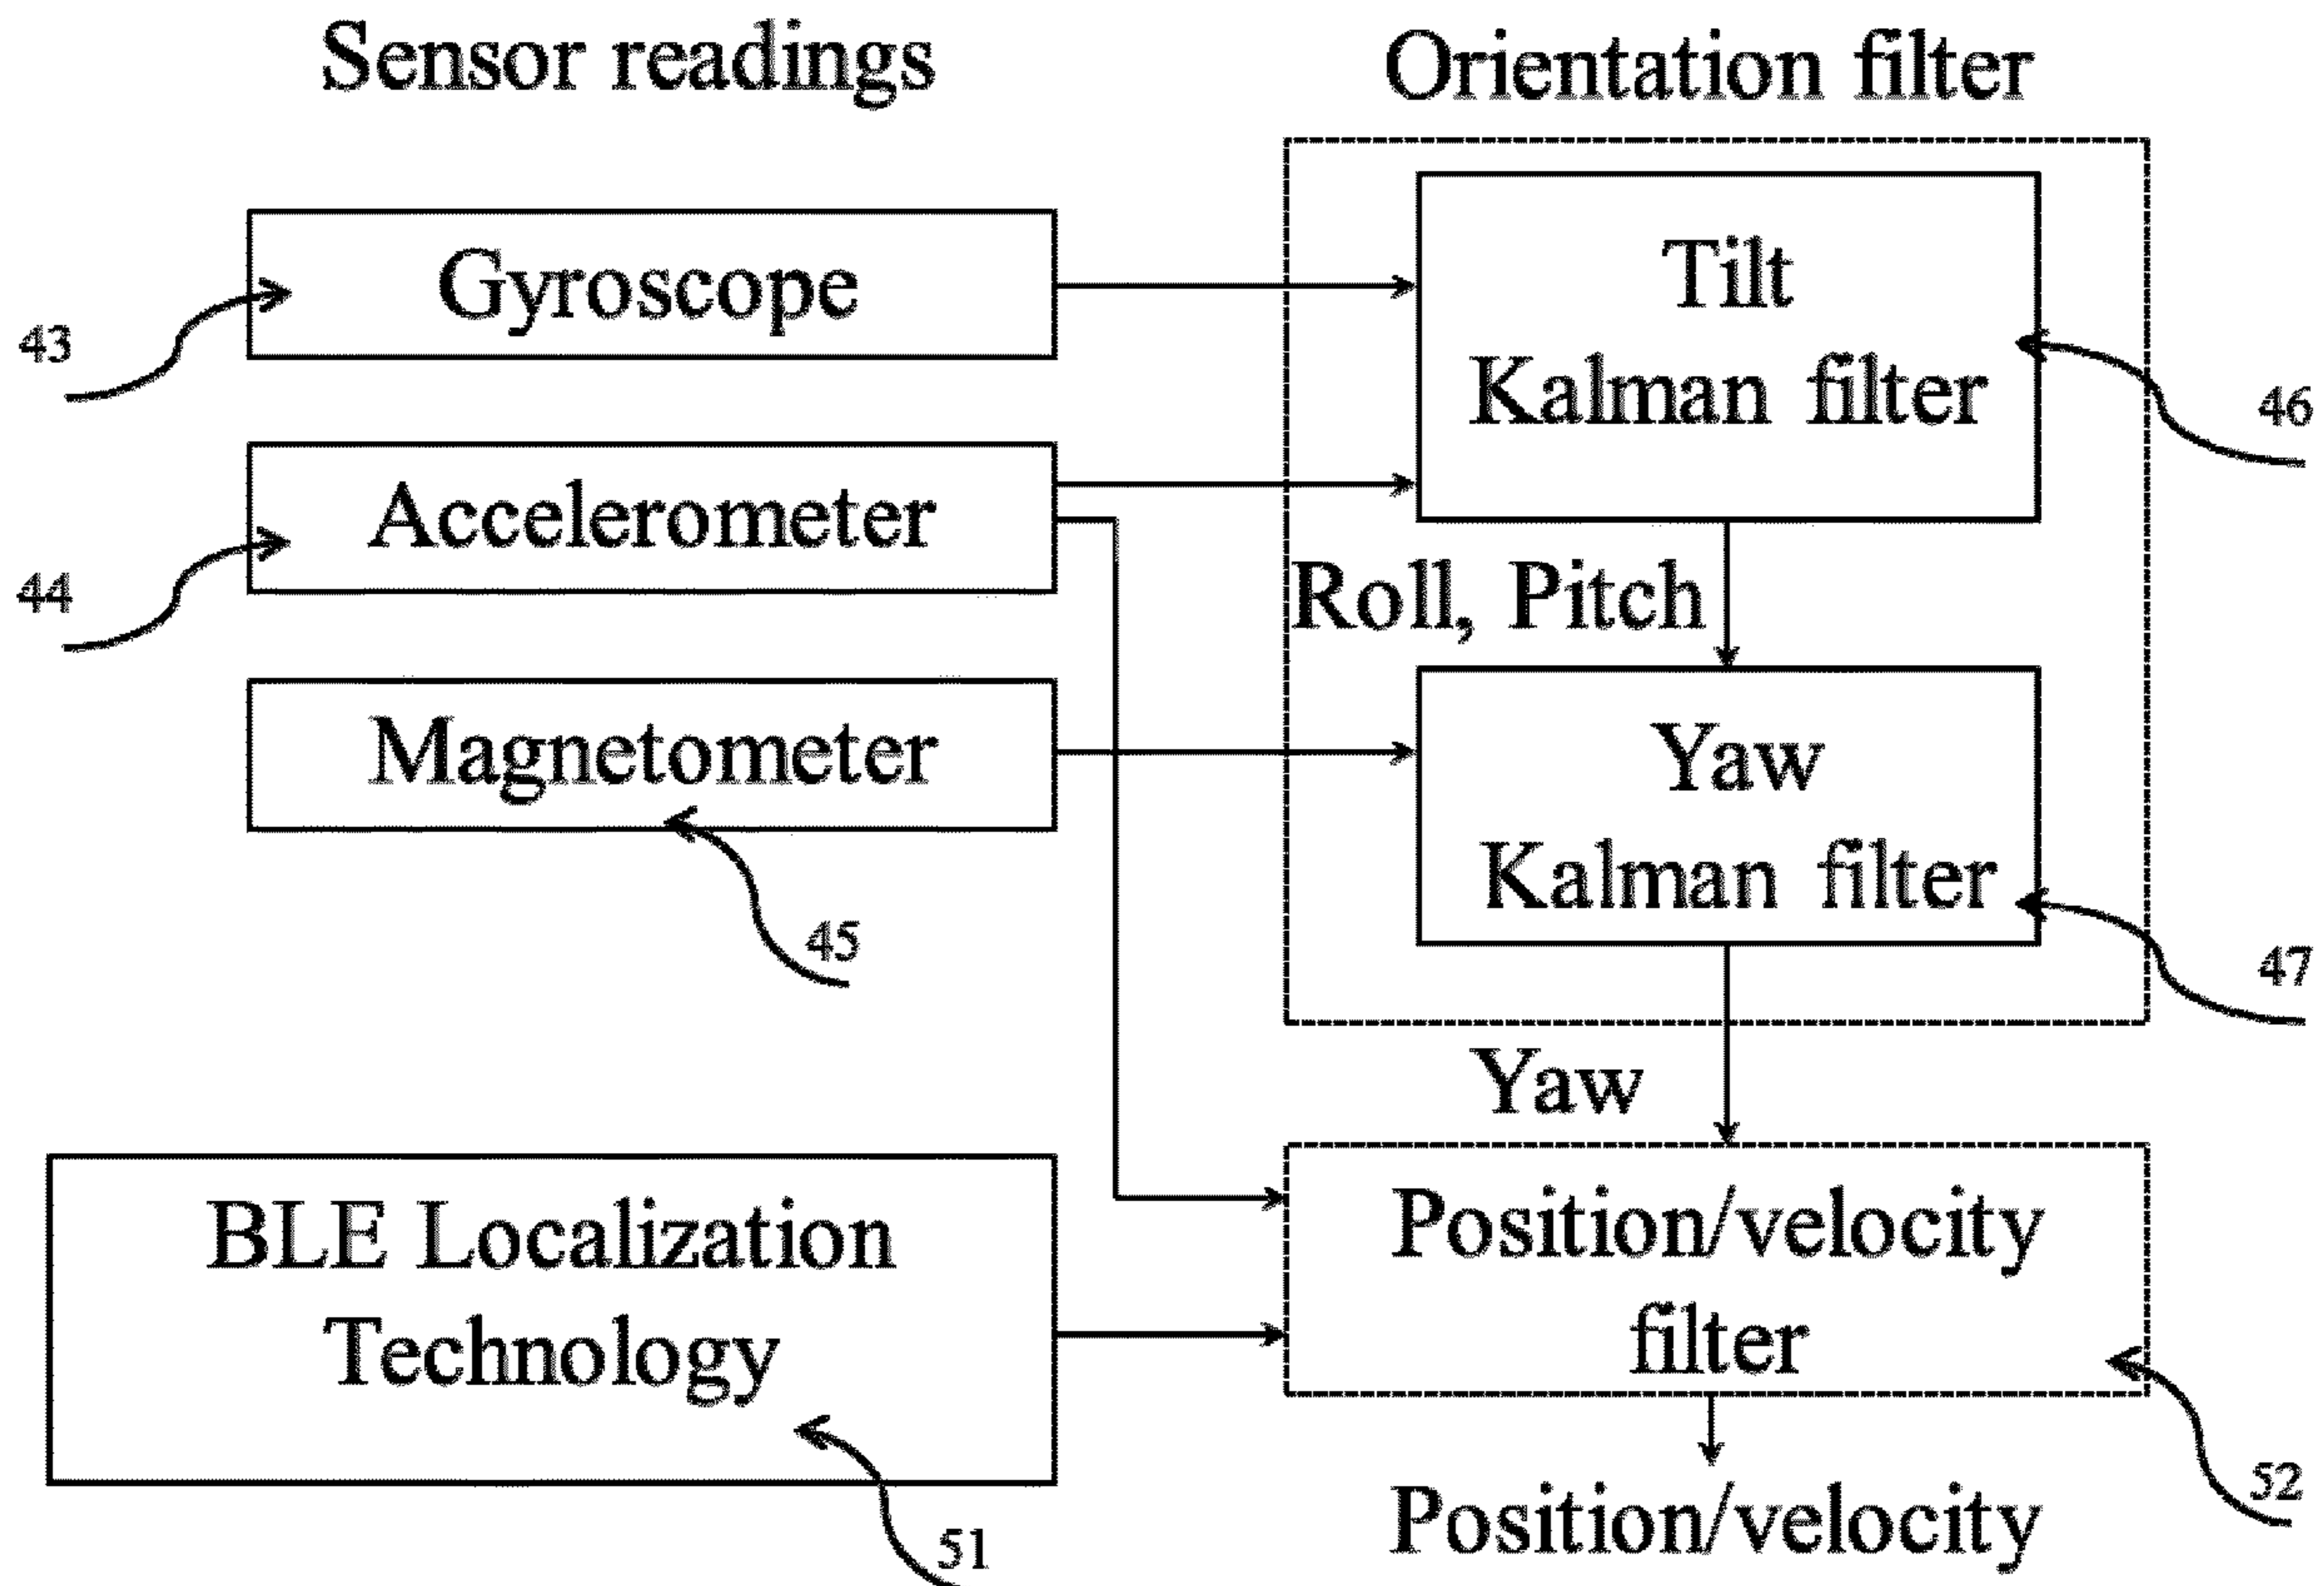 Sensor readings
Orientation filter
Gyroscope
43
Tilt
Kalman filter
46
Accelerometer
44
Roll, Pitch
Magnetometer
45
Yaw
Kalman filter
47
Yaw
BLE Localization
Technology
51
Position/velocity
filter
52
Position/velocity